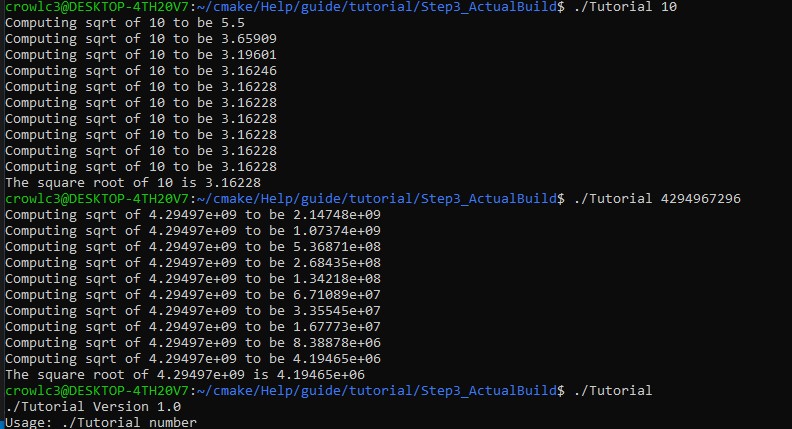 crowlc3@DESKTOP-4TH20V7:~/cmake/Help/guide/tutorial/Step3_ActualBuild$ ./Tutorial 10
Computing sqrt of 10 to be 5.5
Computing sqrt of 10 to be 3.65909
Computing sqrt of 10 to be 3.19601
Computing sqrt of 10 to be 3.16246
Computing sqrt of 10 to be 3.16228
Computing sqrt of 10 to be 3.16228
Computing sqrt of 10 to be 3.16228
Computing sqrt of 10 to be 3.16228
Computing sqrt of 10 to be 3.16228
Computing sqrt of 10 to be 3.16228
The square root of 10 is 3.16228
crowlc3@DESKTOP-4TH20V7:~/cmake/Help/guide/tutorial/Step3_ActualBuild$ ./Tutorial 4294967296
Computing sqrt of 4.29497e+09 to be 2.14748e+09
Computing sqrt of 4.29497e+09 to be 1.07374e+09
Computing sqrt of 4.29497e+09 to be 5.36871e+08
Computing sqrt of 4.29497e+09 to be 2.68435e+08
Computing sqrt of 4.29497e+09 to be 1.34218e+08
Computing sqrt of 4.29497e+09 to be 6.71089e+07
Computing sqrt of 4.29497e+09 to be 3.35545e+07
Computing sqrt of 4.29497e+09 to be 1.67773e+07
Computing sqrt of 4.29497e+09 to be 8.38878e+06
Computing sqrt of 4.29497e+09 to be 4.19465e+06
The square root of 4.29497e+09 is 4.19465e+06
crowlc3@DESKTOP-4TH20V7:~/cmake/Help/guide/tutorial/Step3_ActualBuild$ ./Tutorial
./Tutorial Version 1.0
Usage: ./Tutorial number